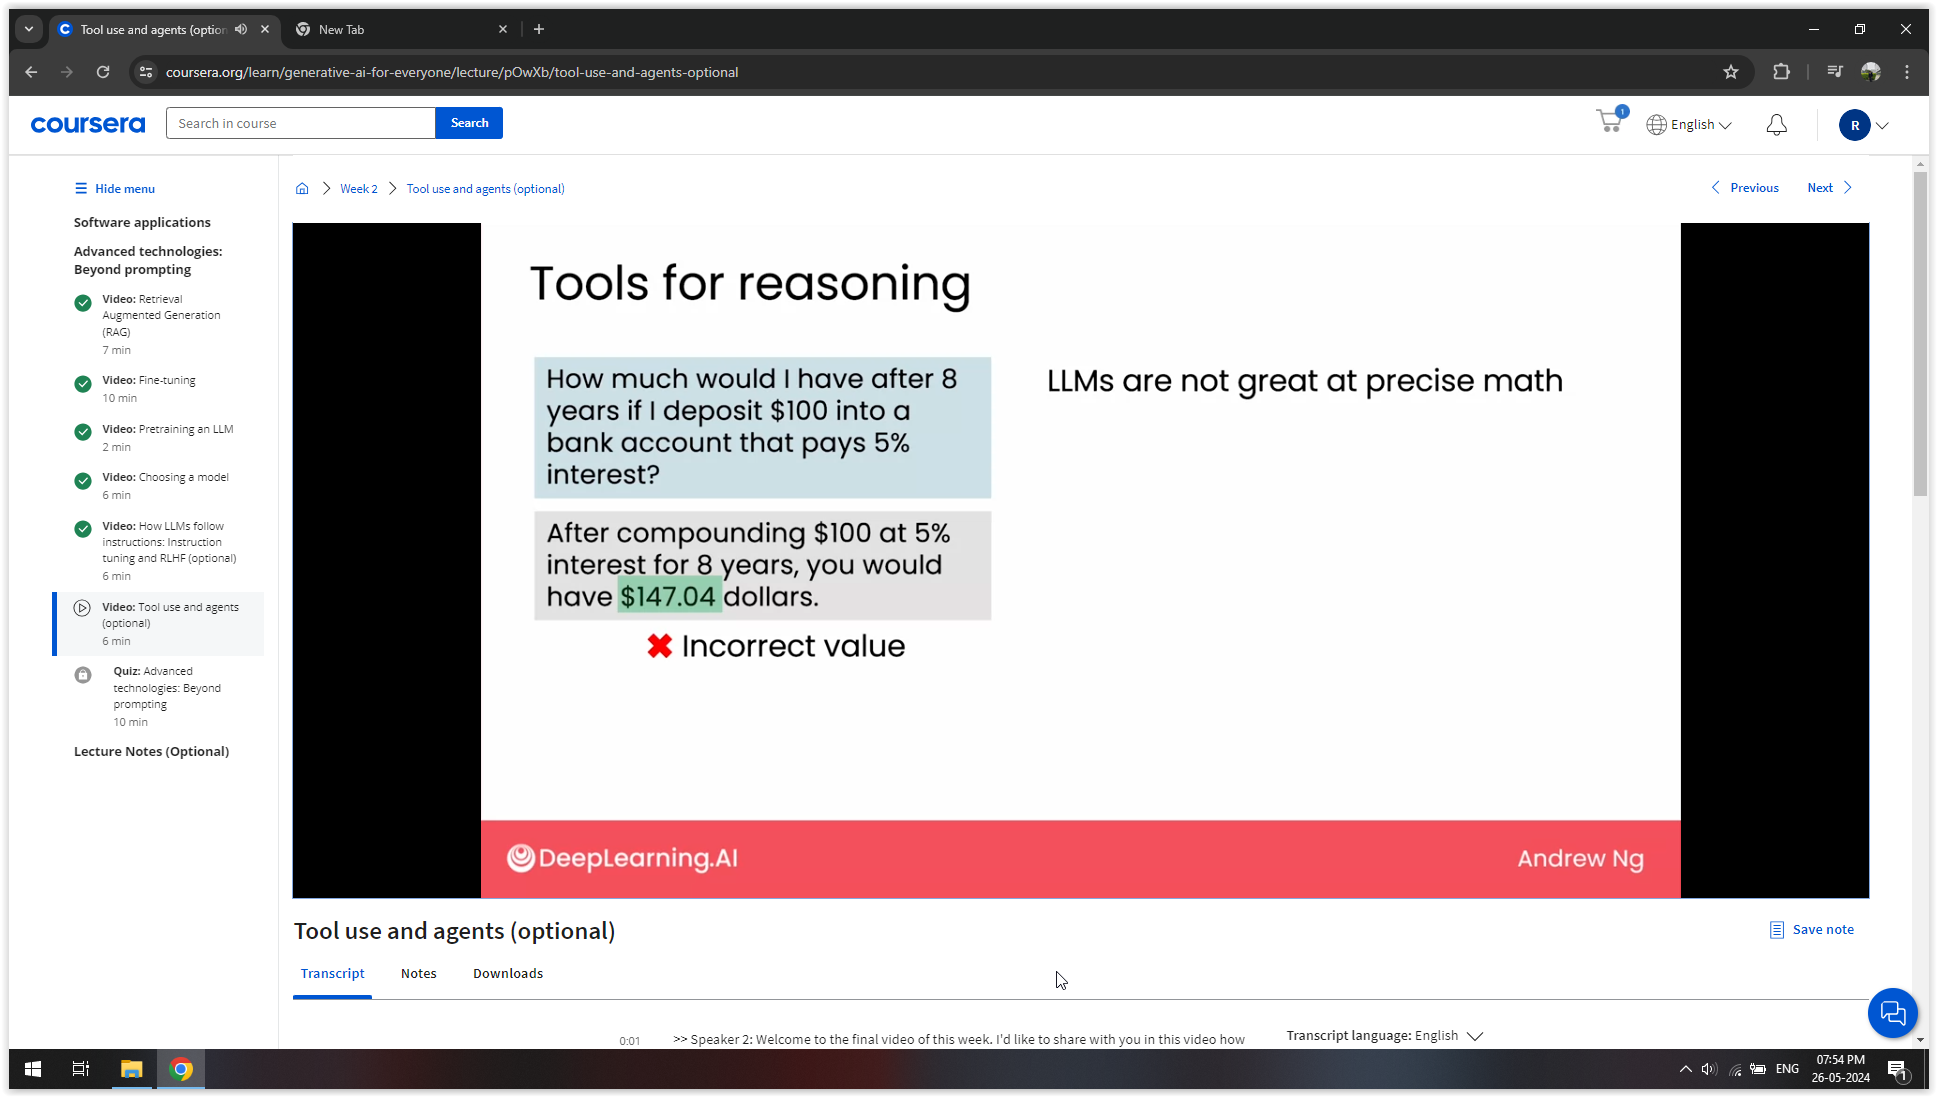 Tool use and agents (option
New Tab
coursera.org/learn/generative-ai-for-everyone/lecture/pOwXb/tool-use-and-agents-optional
coursera
Search in course
Search
1
English
R
Hide menu
Week 2
Tool use and agents (optional)
Previous
Next
Software applications
Advanced technologies:
Beyond prompting
Video: Retrieval
Augmented Generation
(RAG)
7 min
Video: Fine-tuning
10 min
Video: Pretraining an LLM
2 min
Video: Choosing a model
6 min
Video: How LLMs follow
instructions: Instruction
tuning and RLHF (optional)
6 min
Video: Tool use and agents
(optional)
6 min
Quiz: Advanced
technologies: Beyond
prompting
10 min
Lecture Notes (Optional)
Tools for reasoning
How much would I have after 8
years if I deposit $100 into a
bank account that pays 5%
interest?
After compounding $100 at 5%
interest for 8 years, you would
have $147.04 dollars.
Incorrect value
LLMs are not great at precise math
DeepLearning.AI
Andrew Ng
Tool use and agents (optional)
Save note
Transcript
Notes
Downloads
0:01
>> Speaker 2: Welcome to the final video of this week. I'd like to share with you in this video how
Transcript language: English
ENG
07:54 PM
26-05-2024
1